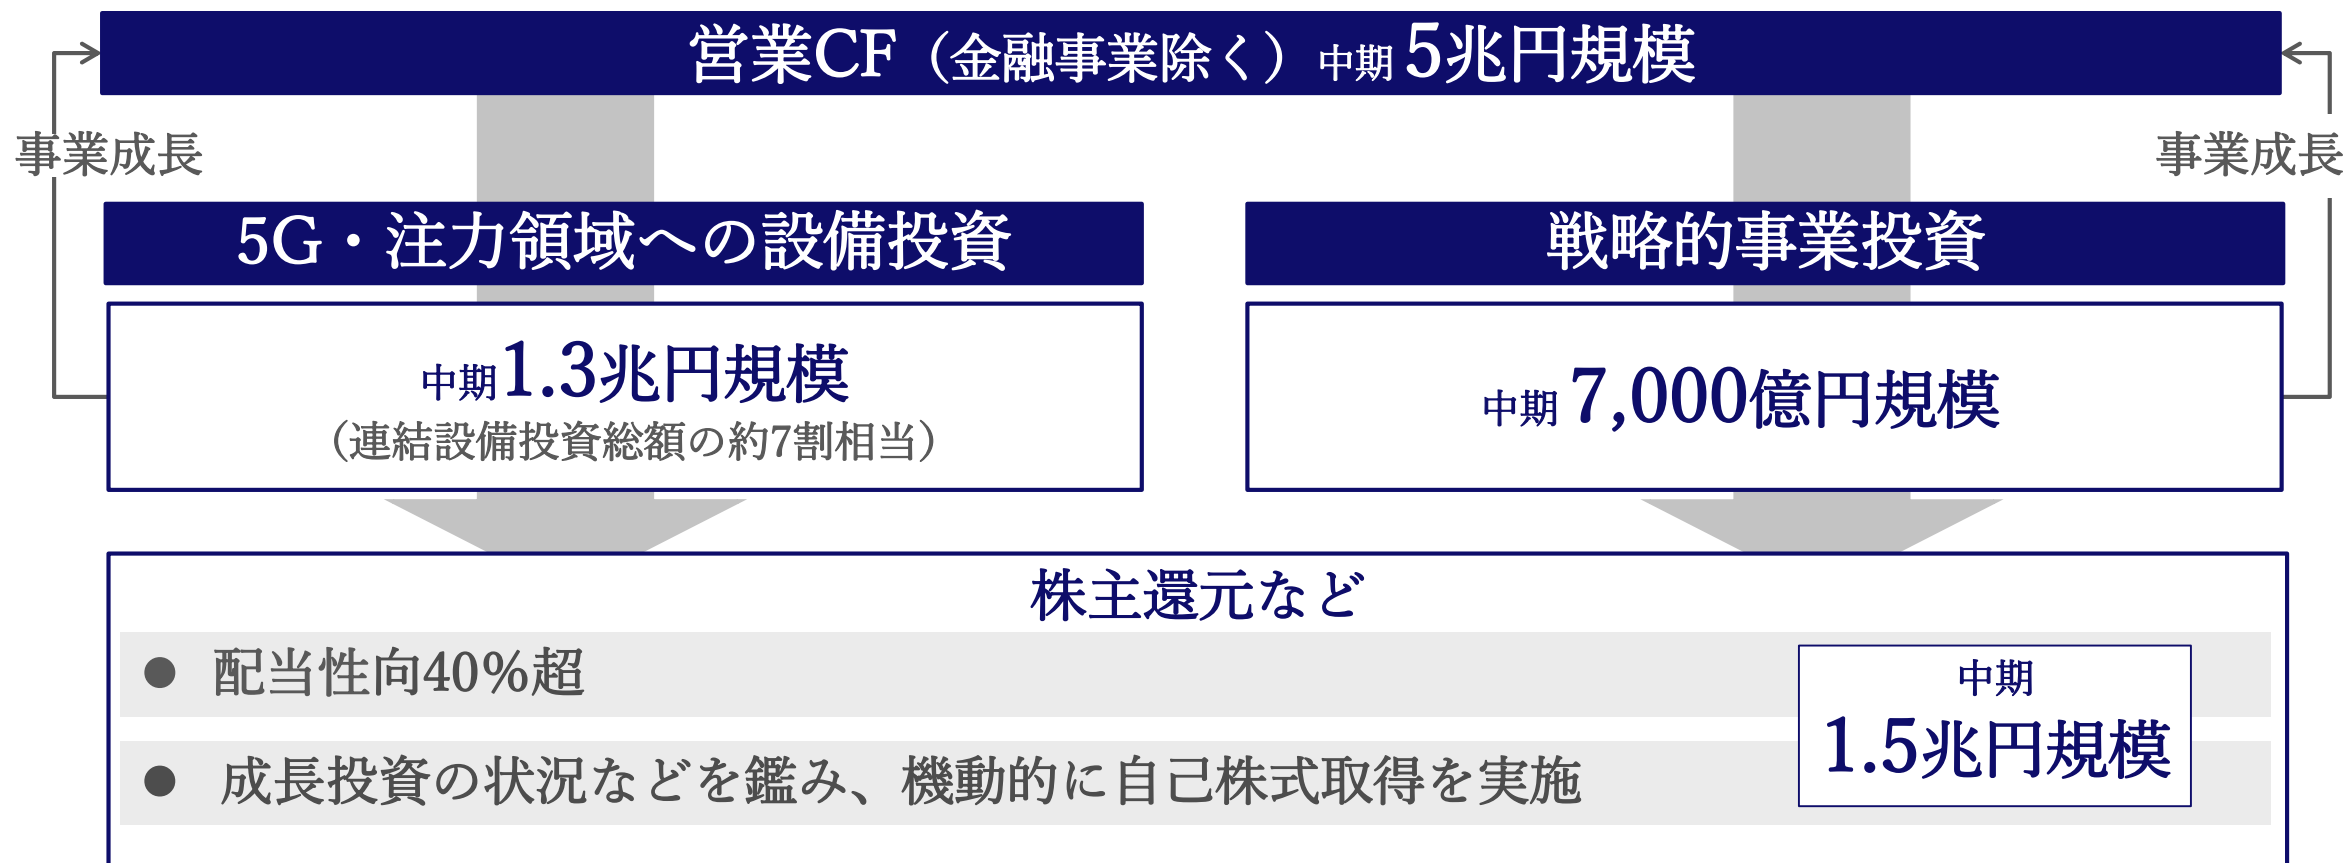 営業CF（金融事業除く）中期 5兆円規模
事業成長
事業成長
5G・注力領域への設備投資
戦略的事業投資
中期1.3兆円規模
（連結設備投資総額の約7割相当）
中期 7,000億円規模
株主還元など
● 配当性向40%超
● 成長投資の状況などを鑑み、機動的に自己株式取得を実施
中期
1.5兆円規模